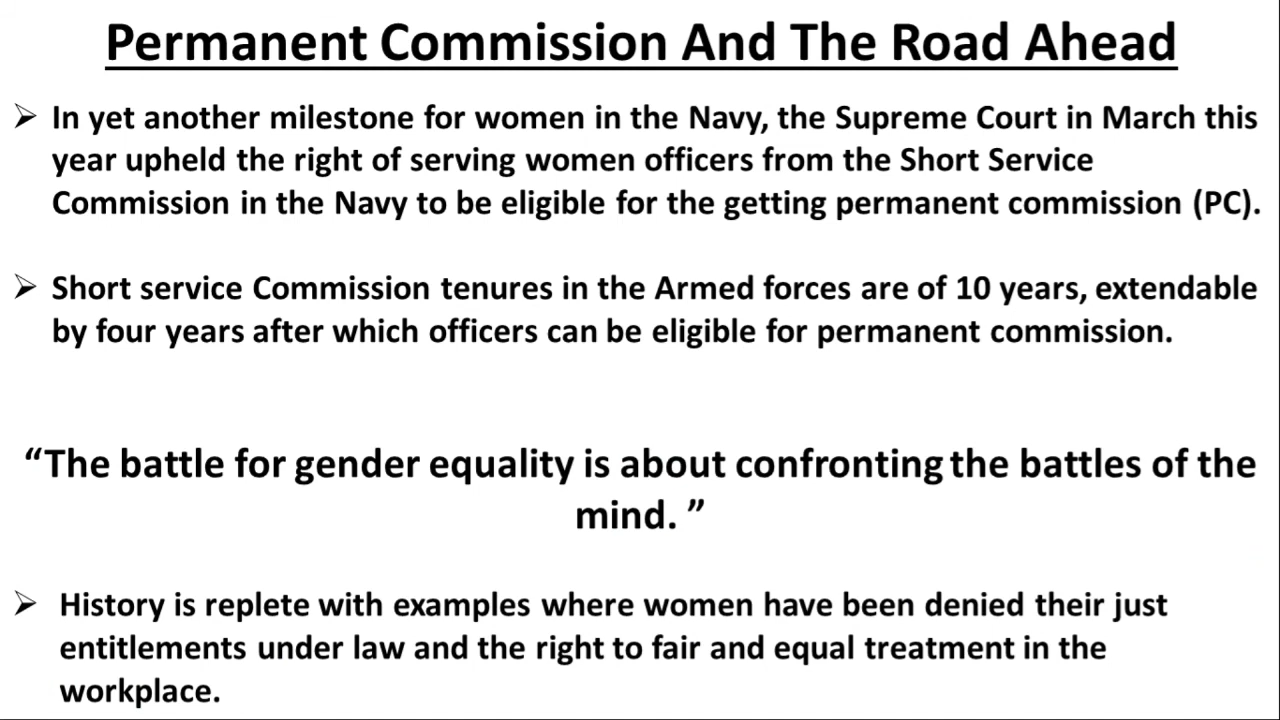 Permanent Commission And The Road Ahead
➢ In yet another milestone for women in the Navy, the Supreme Court in March this
year upheld the right of serving women officers from the Short Service
Commission in the Navy to be eligible for the getting permanent commission (PC).
➢ Short service Commission tenures in the Armed forces are of 10 years, extendable
by four years after which officers can be eligible for permanent commission.
“The battle for gender equality is about confronting the battles of the
mind. ”
➢ History is replete with examples where women have been denied their just
entitlements under law and the right to fair and equal treatment in the
workplace.